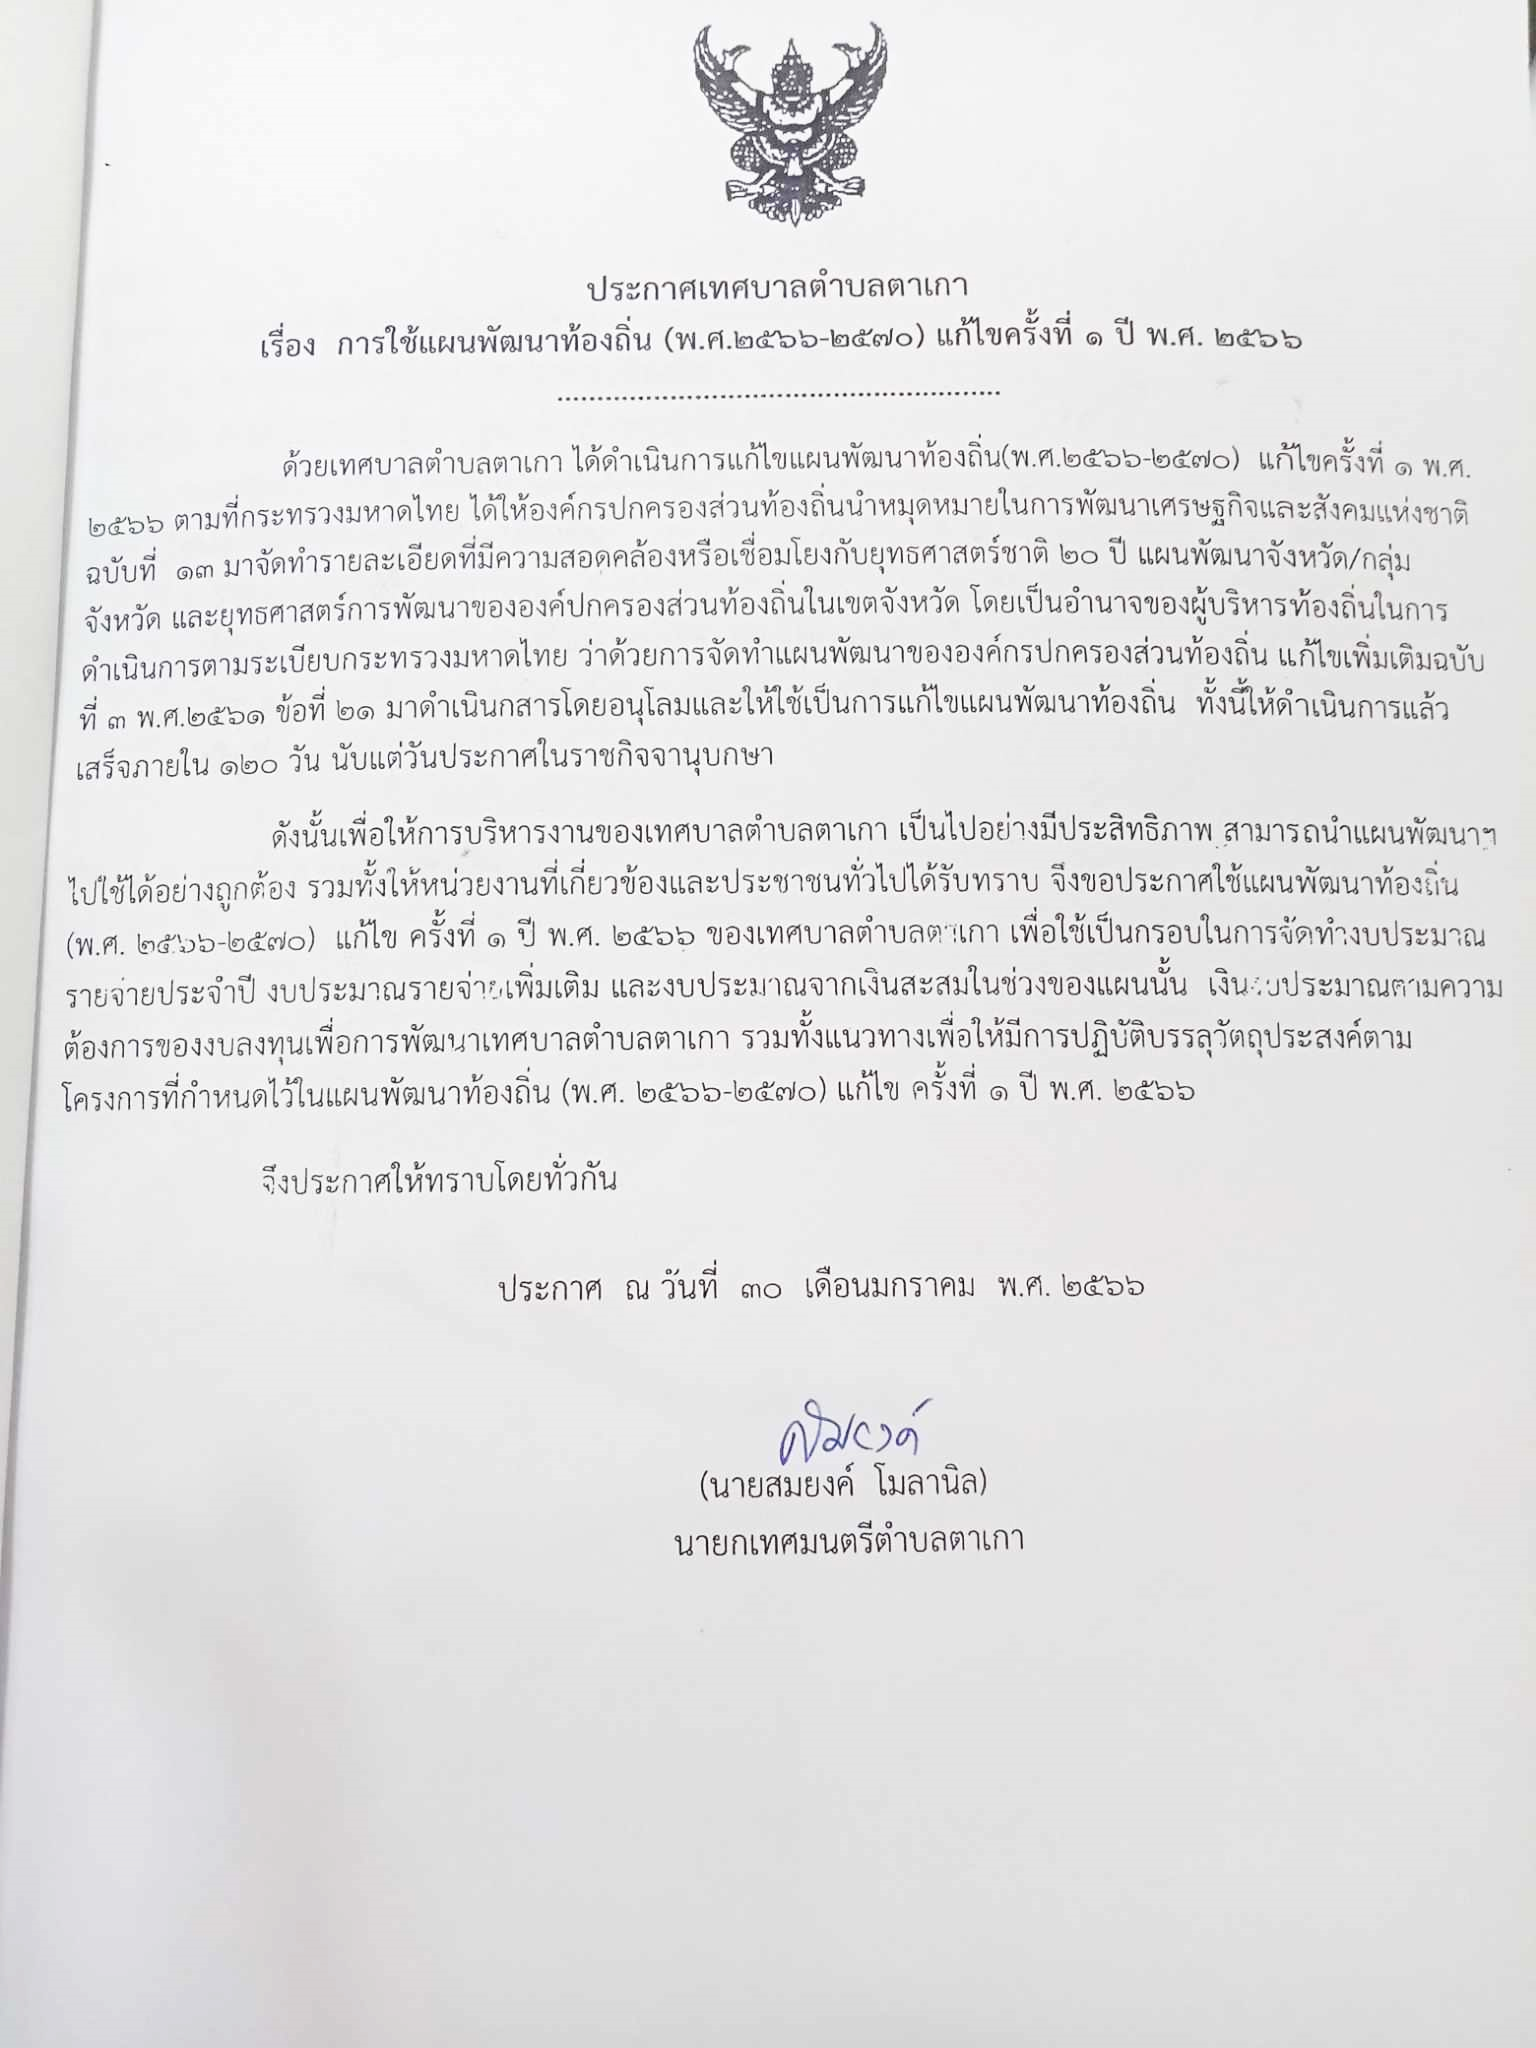 ประกาศเทศบาลตำบลตาเกา
เรื่อง การใช้แผนพัฒนาท้องถิ่น (พ.ศ.๒๕๖๖-๒๕๗๐) แก้ไขครั้งที่ ๑ ปี พ.ศ. ๒๕๖๖
........................................................
ด้วยเทศบาลตำบลตาเกา ได้ดำเนินการแก้ไขแผนพัฒนาท้องถิ่น(พ.ศ.๒๕๖๖-๒๕๗๐) แก้ไขครั้งที่ ๑ พ.ศ.
๒๕๖๖ ตามที่กระทรวงมหาดไทย ได้ให้องค์กรปกครองส่วนท้องถิ่นนำหมุดหมายในการพัฒนาเศรษฐกิจและสังคมแห่งชาติ
ฉบับที่ ๑๓ มาจัดทำรายละเอียดที่มีความสอดคล้องหรือเชื่อมโยงกับยุทธศาสตร์ชาติ ๒๐ ปี แผนพัฒนาจังหวัด/กลุ่ม
จังหวัด และยุทธศาสตร์การพัฒนาขององค์ปกครองส่วนท้องถิ่นในเขตจังหวัด โดยเป็นอำนาจของผู้บริหารท้องถิ่นในการ
ดำเนินการตามระเบียบกระทรวงมหาดไทย ว่าด้วยการจัดทำแผนพัฒนาขององค์กรปกครองส่วนท้องถิ่น แก้ไขเพิ่มเติมฉบับ
ที่ ๓ พ.ศ.๒๕๖๑ ข้อที่ ๒๑ มาดำเนินกสารโดยอนุโลมและให้ใช้เป็นการแก้ไขแผนพัฒนาท้องถิ่น ทั้งนี้ให้ดำเนินการแล้ว
เสร็จภายใน ๑๒๐ วัน นับแต่วันประกาศในราชกิจจานุบกษา
ดังนั้นเพื่อให้การบริหารงานของเทศบาลตำบลตาเกา เป็นไปอย่างมีประสิทธิภาพ สามารถนำแผนพัฒนาฯ
ไปใช้ได้อย่างถูกต้อง รวมทั้งให้หน่วยงานที่เกี่ยวข้องและประชาชนทั่วไปได้รับทราบ จึงขอประกาศใช้แผนพัฒนาท้องถิ่น
(พ.ศ. ๒๕๖๖-๒๕๗๐) แก้ไข ครั้งที่ ๑ ปี พ.ศ. ๒๕๖๖ ของเทศบาลตำบลตาเกา เพื่อใช้เป็นกรอบในการจัดทำงบประมาณ
รายจ่ายประจำปี งบประมาณรายจ่ายเพิ่มเติม และงบประมาณจากเงินสะสมในช่วงของแผนนั้น เงินงบประมาณตามความ
ต้องการของงบลงทุนเพื่อการพัฒนาเทศบาลตำบลตาเกา รวมทั้งแนวทางเพื่อให้มีการปฏิบัติบรรลุวัตถุประสงค์ตาม
โครงการที่กำหนดไว้ในแผนพัฒนาท้องถิ่น (พ.ศ. ๒๕๖๖-๒๕๗๐) แก้ไข ครั้งที่ ๑ ปี พ.ศ. ๒๕๖๖
จึงประกาศให้ทราบโดยทั่วกัน
ประกาศ ณ วันที่ ๓๐ เดือนมกราคม พ.ศ. ๒๕๖๖
สมยงค์
(นายสมยงค์ โมลานิล)
นายกเทศมนตรีตำบลตาเกา